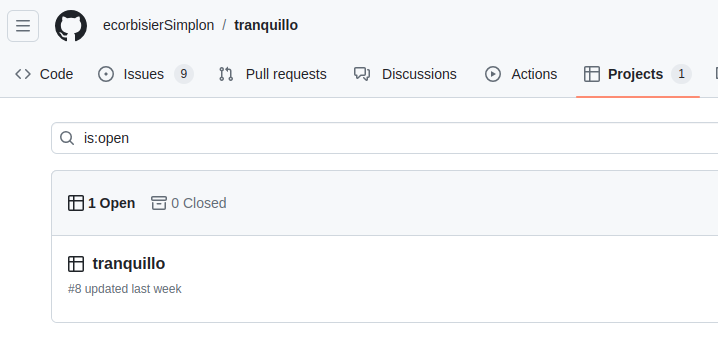 ecorbisierSimplon / tranquillo
Code Issues 9 Pull requests Discussions Actions Projects 1
is:open
1 Open 0 Closed
tranquillo
#8 updated last week